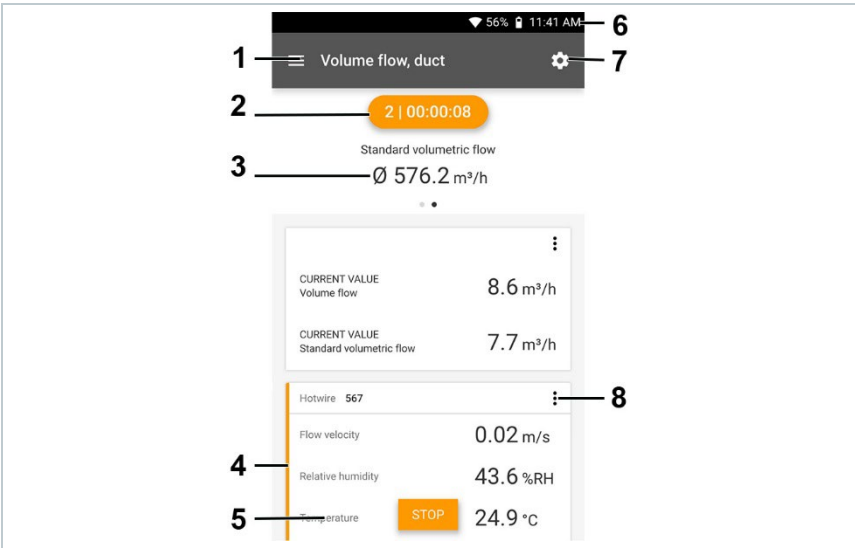 56% 11:41 AM 6
1 Volume flow, duct 7
2 2 | 00:00:08
Standard volumetric flow
3 Ø 576.2 m³/h
CURRENT VALUE
Volume flow 8.6 m³/h
CURRENT VALUE
Standard volumetric flow 7.7 m³/h
Hotwire 567 8
Flow velocity 0.02 m/s
4 Relative humidity 43.6 %RH
5 Temperature STOP 24.9 °C